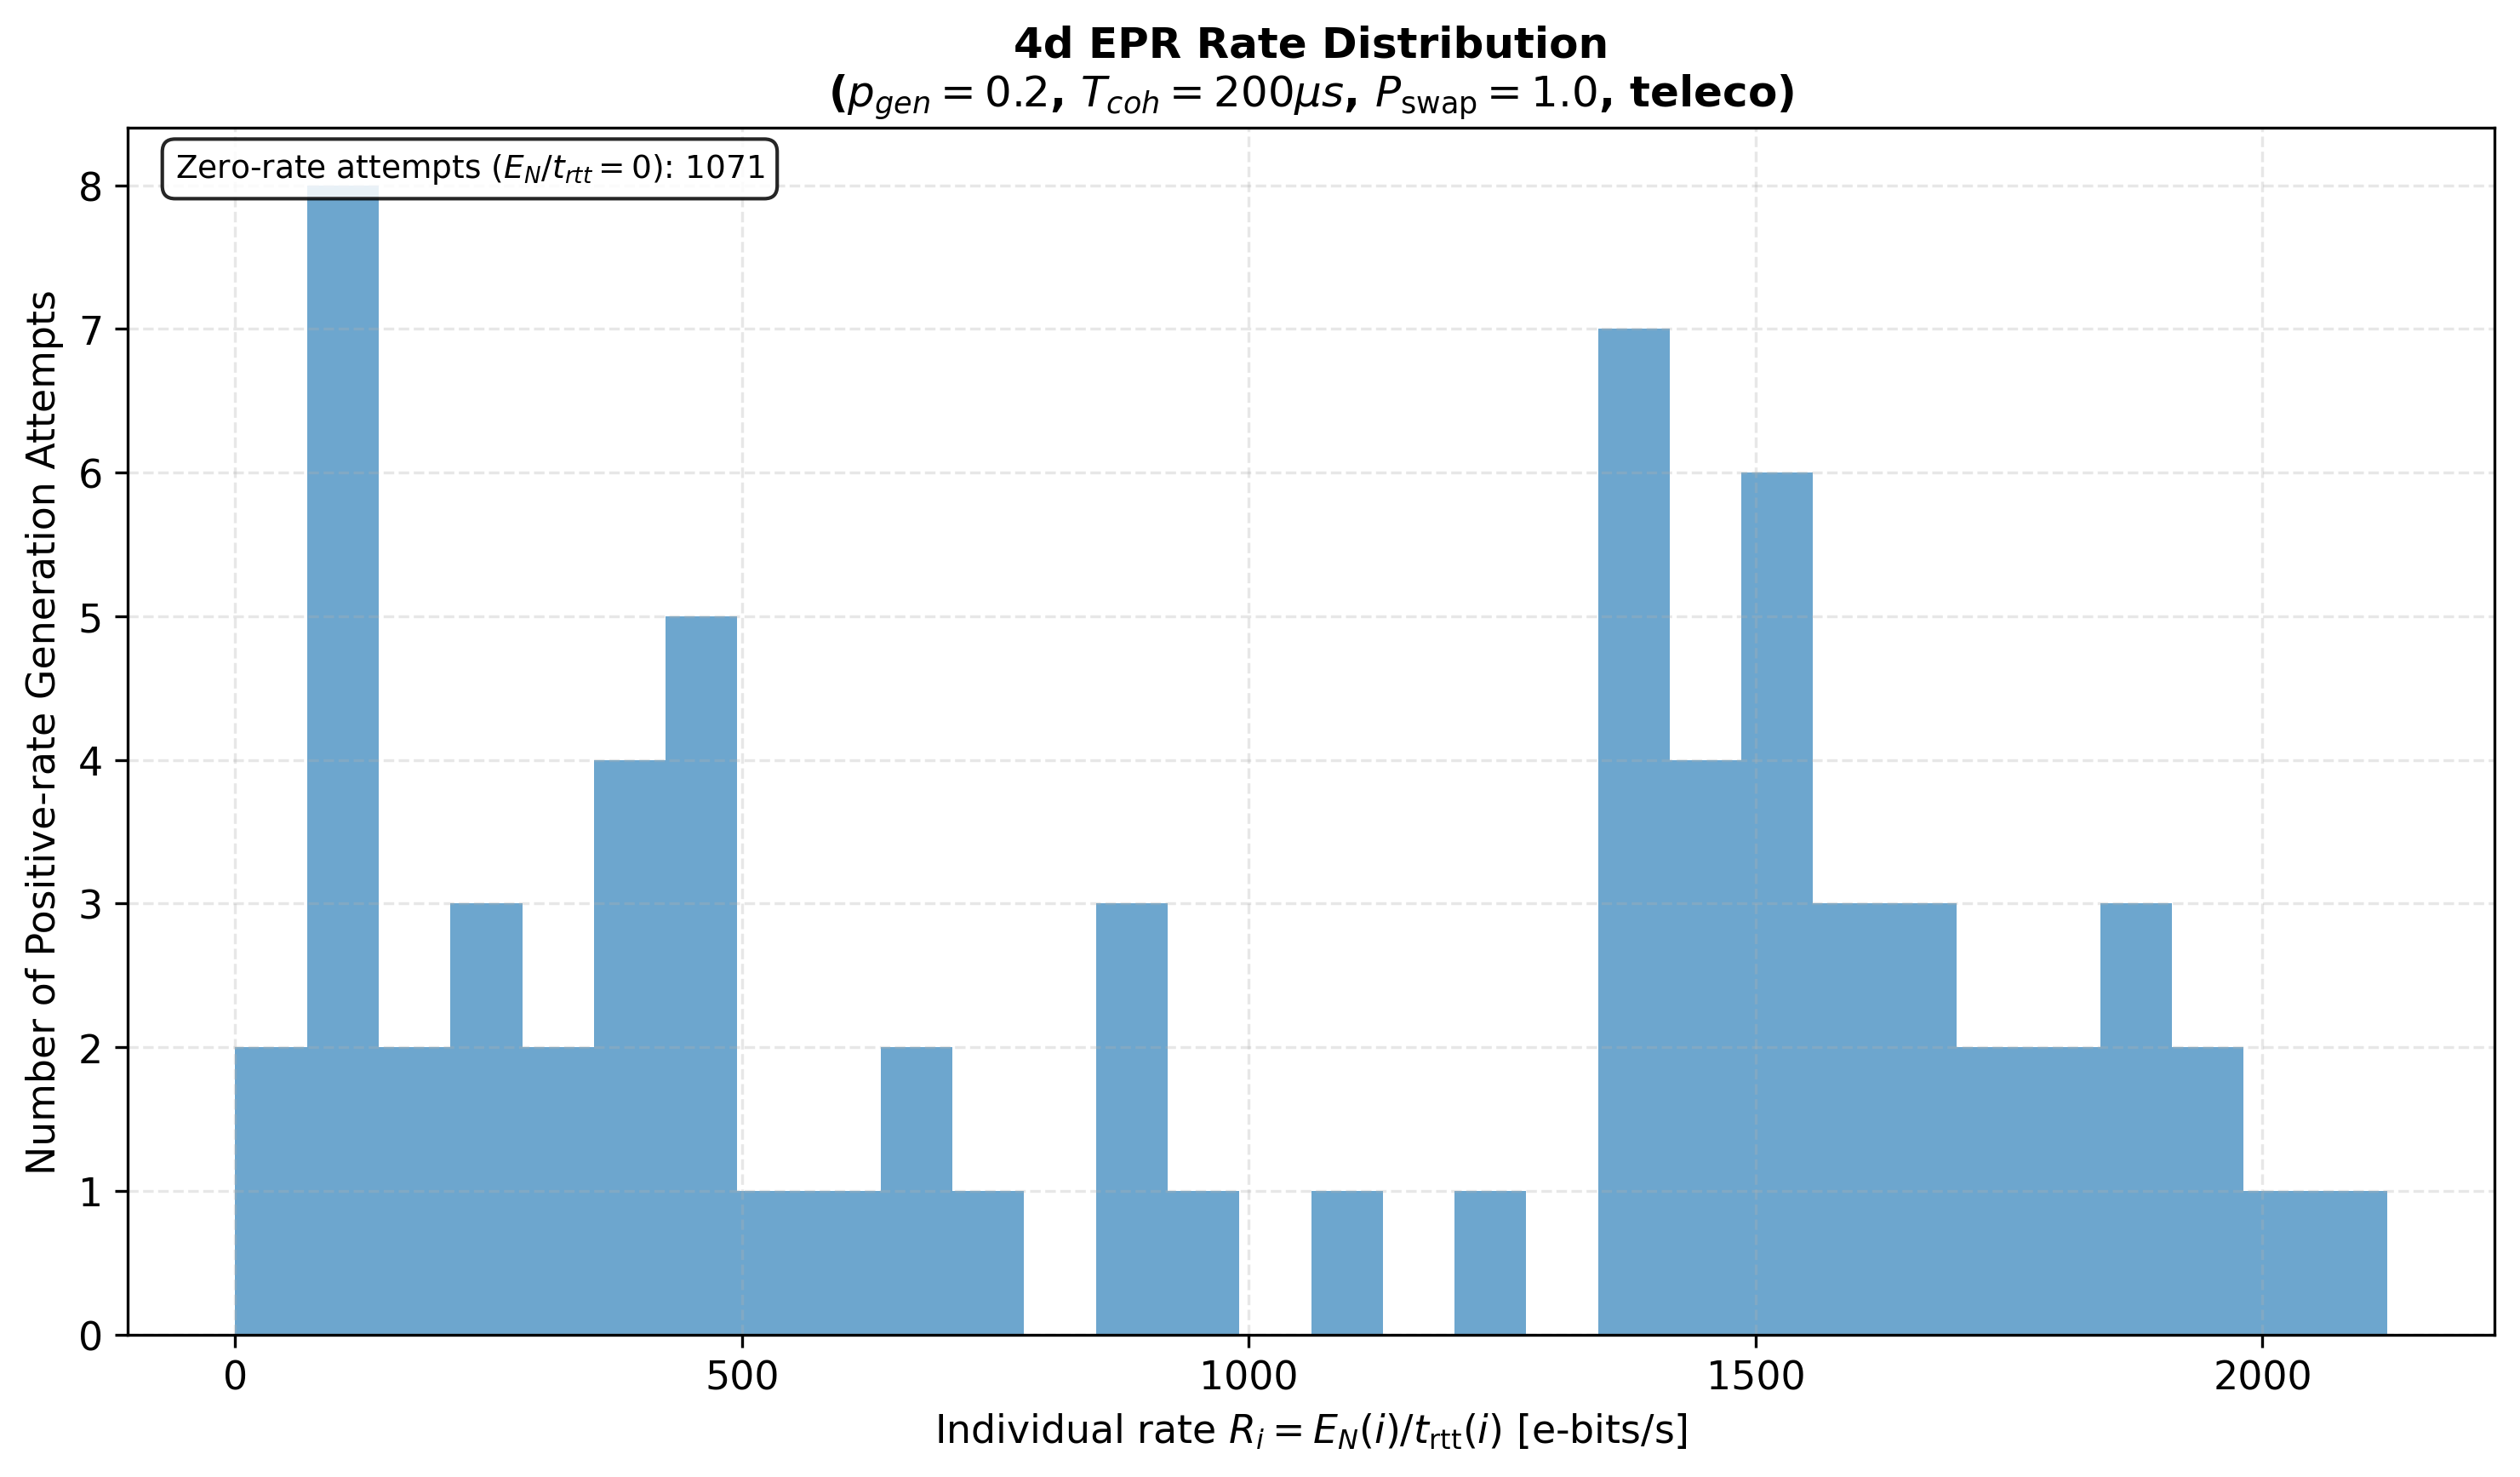 4d EPR Rate Distribution
(p_gen = 0.2, T_coh = 200μs, P_swap = 1.0, teleco)
Zero-rate attempts (E_N/t_rtt = 0): 1071
Number of Positive-rate Generation Attempts
8
7
6
5
4
3
2
1
0
0 500 1000 1500 2000
Individual rate R_i = E_N(i)/t_rtt(i) [e-bits/s]